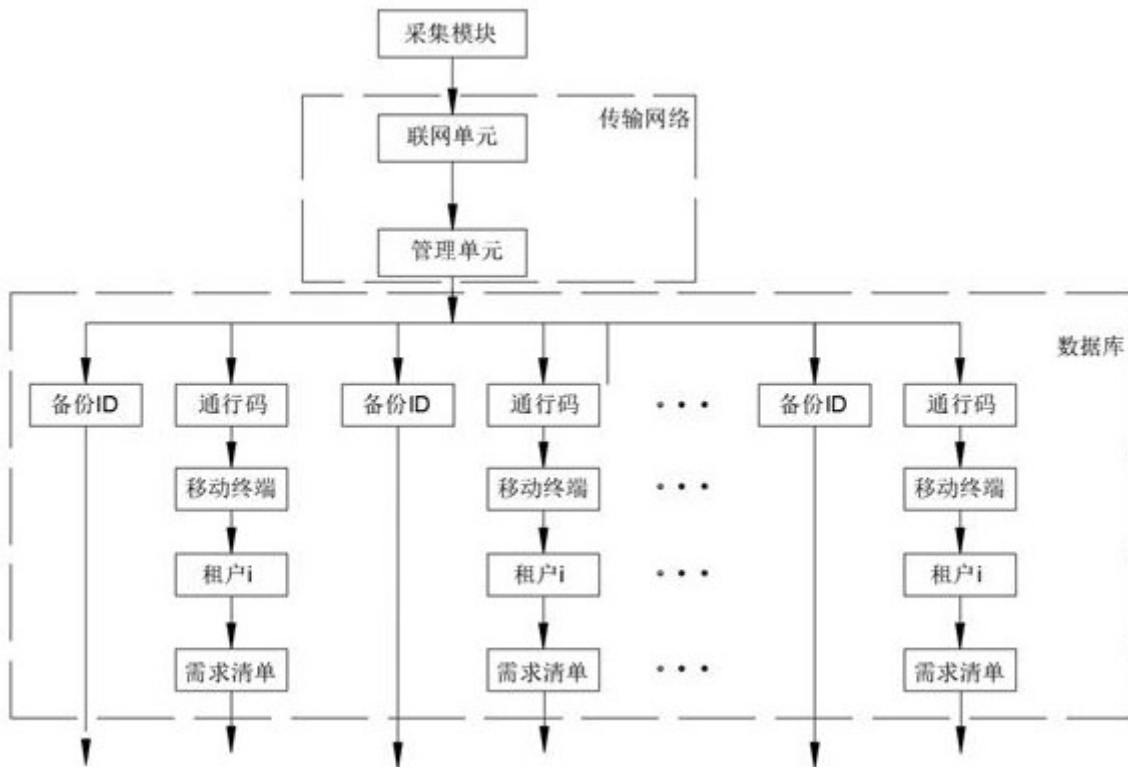 采集模块
传输网络
联网单元
管理单元
数据库
备份ID 通行码 备份ID 通行码 • • • 备份ID 通行码
移动终端 移动终端 • • • 移动终端
租户i 租户i • • • 租户i
需求清单 需求清单 • • • 需求清单